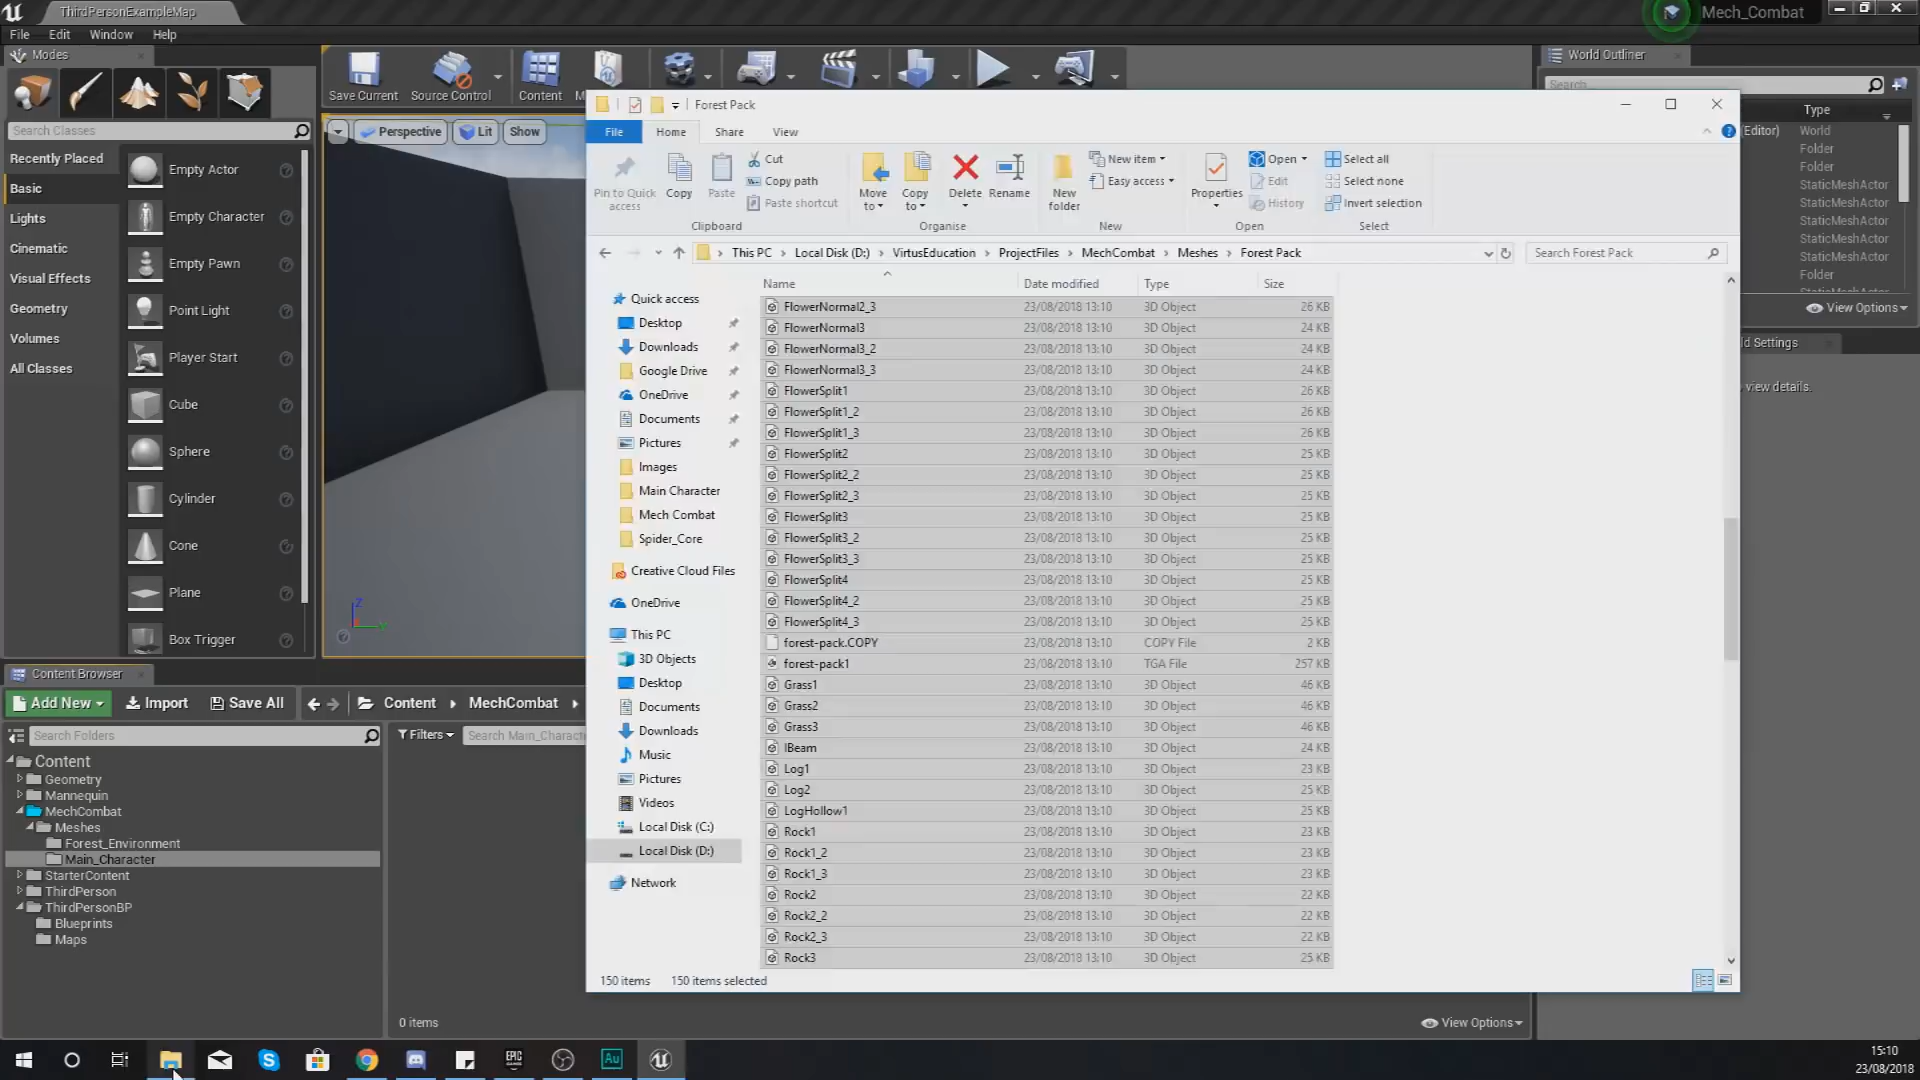 ThirdPersonExampleMap
Mech_Combat
File Edit Window Help
Modes
Search Classes
Recently Placed
Basic
Lights
Cinematic
Visual Effects
Geometry
Volumes
All Classes
Empty Actor
Empty Character
Empty Pawn
Point Light
Player Start
Cube
Sphere
Cylinder
Cone
Plane
Box Trigger
Save Current
Source Control
Content
Perspective
Lit
Show
World Outliner
Search...
Type
(Editor) World
Folder
Folder
StaticMeshActor
StaticMeshActor
StaticMeshActor
StaticMeshActor
StaticMeshActor
Folder
View Options
view details.
Forest Pack
File Home Share View
Pin to Quick access
Copy
Paste
Cut
Copy path
Paste shortcut
Clipboard
Move to
Copy to
Delete
Rename
Organise
New folder
New item
Easy access
New
Properties
Open
Edit
History
Open
Select all
Select none
Invert selection
Select
This PC > Local Disk (D:) > VirtusEducation > ProjectFiles > MechCombat > Meshes > Forest Pack
Search Forest Pack
Quick access
Desktop
Downloads
Google Drive
OneDrive
Documents
Pictures
Images
Main Character
Mech Combat
Spider_Core
Creative Cloud Files
OneDrive
This PC
3D Objects
Desktop
Documents
Downloads
Music
Pictures
Videos
Local Disk (C:)
Local Disk (D:)
Network
Name Date modified Type Size
FlowerNormal2_3 23/08/2018 13:10 3D Object 26 KB
FlowerNormal3 23/08/2018 13:10 3D Object 24 KB
FlowerNormal3_2 23/08/2018 13:10 3D Object 24 KB
FlowerNormal3_3 23/08/2018 13:10 3D Object 24 KB
FlowerSplit1 23/08/2018 13:10 3D Object 26 KB
FlowerSplit1_2 23/08/2018 13:10 3D Object 26 KB
FlowerSplit1_3 23/08/2018 13:10 3D Object 26 KB
FlowerSplit2 23/08/2018 13:10 3D Object 25 KB
FlowerSplit2_2 23/08/2018 13:10 3D Object 25 KB
FlowerSplit2_3 23/08/2018 13:10 3D Object 25 KB
FlowerSplit3 23/08/2018 13:10 3D Object 25 KB
FlowerSplit3_2 23/08/2018 13:10 3D Object 25 KB
FlowerSplit3_3 23/08/2018 13:10 3D Object 25 KB
FlowerSplit4 23/08/2018 13:10 3D Object 25 KB
FlowerSplit4_2 23/08/2018 13:10 3D Object 25 KB
FlowerSplit4_3 23/08/2018 13:10 3D Object 25 KB
forest-pack.COPY 23/08/2018 13:10 COPY File 2 KB
forest-pack1 23/08/2018 13:10 TGA File 257 KB
Grass1 23/08/2018 13:10 3D Object 46 KB
Grass2 23/08/2018 13:10 3D Object 46 KB
Grass3 23/08/2018 13:10 3D Object 46 KB
IBeam 23/08/2018 13:10 3D Object 24 KB
Log1 23/08/2018 13:10 3D Object 23 KB
Log2 23/08/2018 13:10 3D Object 25 KB
LogHollow1 23/08/2018 13:10 3D Object 25 KB
Rock1 23/08/2018 13:10 3D Object 23 KB
Rock1_2 23/08/2018 13:10 3D Object 23 KB
Rock1_3 23/08/2018 13:10 3D Object 23 KB
Rock2 23/08/2018 13:10 3D Object 22 KB
Rock2_2 23/08/2018 13:10 3D Object 22 KB
Rock2_3 23/08/2018 13:10 3D Object 22 KB
Rock3 23/08/2018 13:10 3D Object 25 KB
150 items 150 items selected
Content Browser
Add New Import Save All Content MechCombat
Search Folders
Filters
Search Main_Characte
Content
Geometry
Mannequin
MechCombat
Meshes
Forest_Environment
Main_Character
StarterContent
ThirdPerson
ThirdPersonBP
Blueprints
Maps
0 items
View Options
EPIC GAMES
Au
15:10
23/08/2018